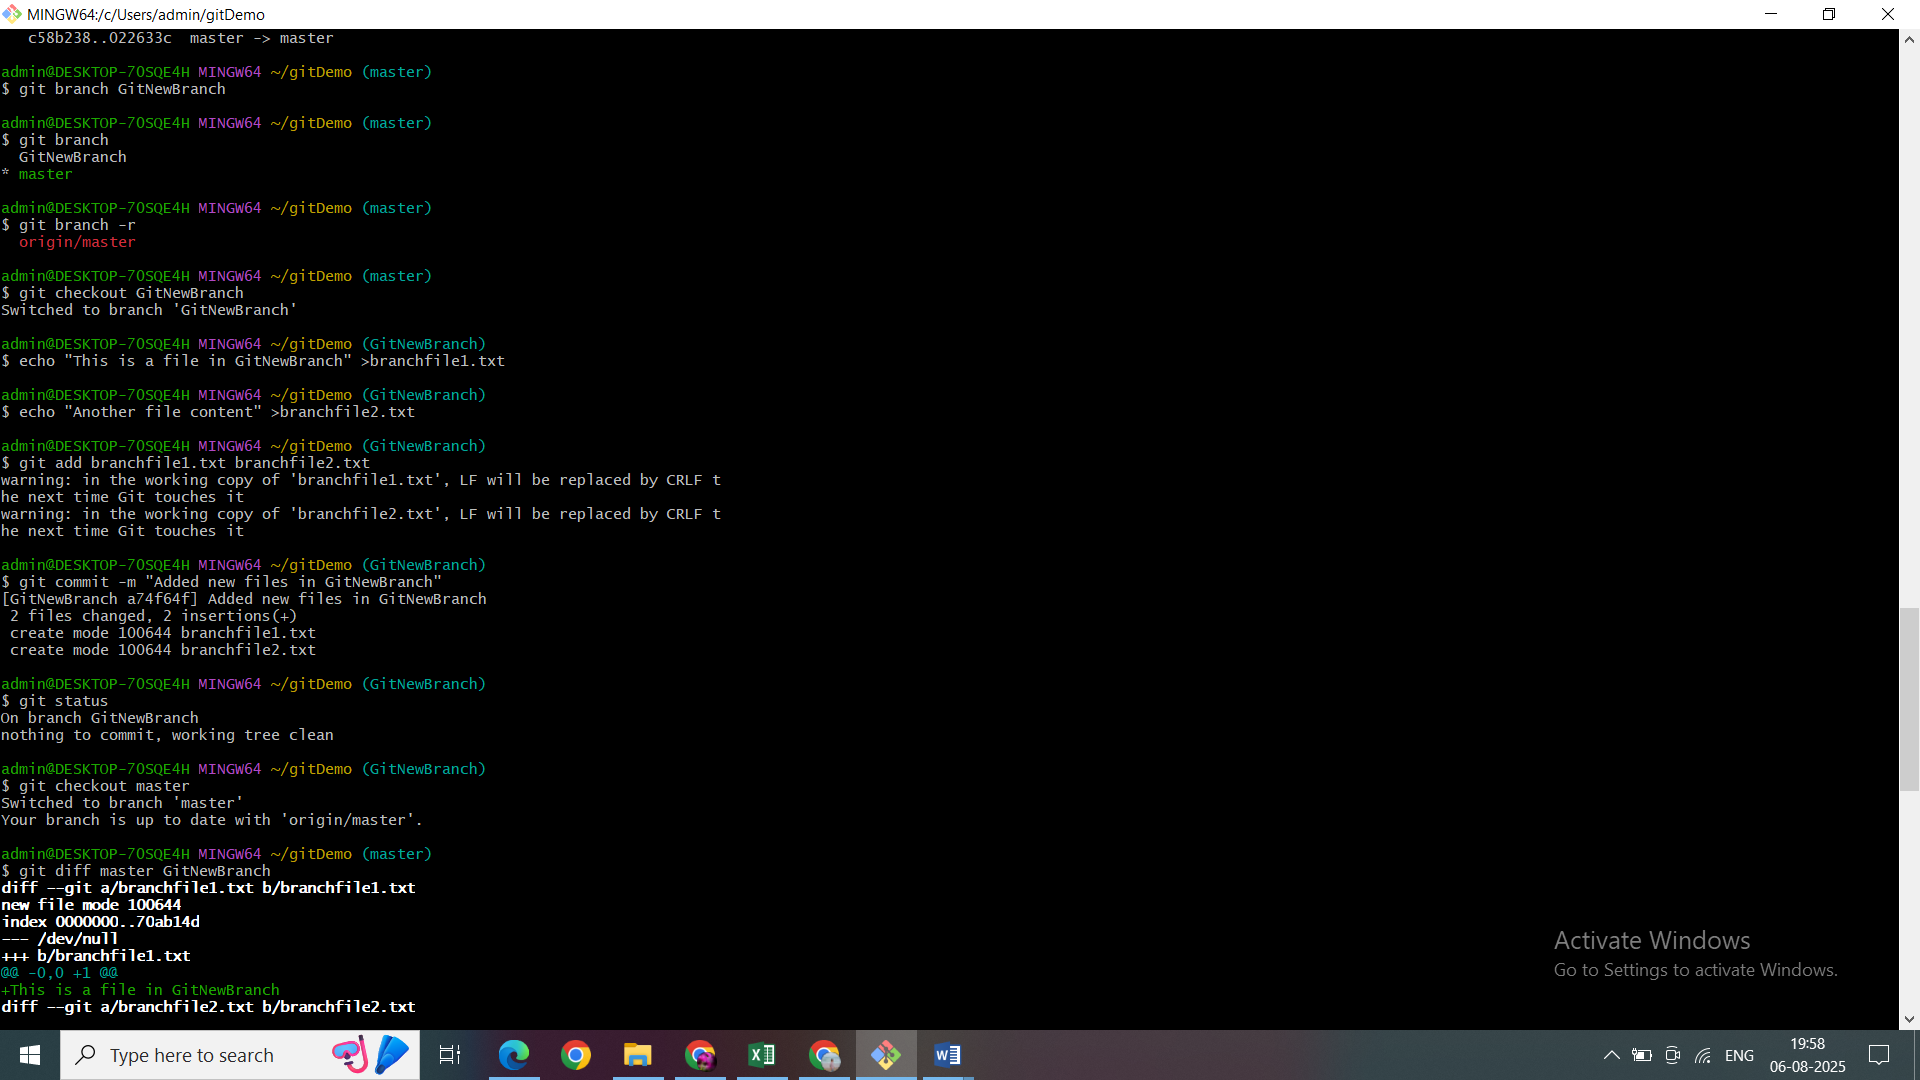 MINGW64:/c/Users/admin/gitDemo
c58b238..022633c  master -> master
admin@DESKTOP-7OSQE4H MINGW64 ~/gitDemo (master)
$ git branch GitNewBranch
admin@DESKTOP-7OSQE4H MINGW64 ~/gitDemo (master)
$ git branch
GitNewBranch
* master
admin@DESKTOP-7OSQE4H MINGW64 ~/gitDemo (master)
$ git branch -r
origin/master
admin@DESKTOP-7OSQE4H MINGW64 ~/gitDemo (master)
$ git checkout GitNewBranch
Switched to branch 'GitNewBranch'
admin@DESKTOP-7OSQE4H MINGW64 ~/gitDemo (GitNewBranch)
$ echo "This is a file in GitNewBranch" >branchfile1.txt
admin@DESKTOP-7OSQE4H MINGW64 ~/gitDemo (GitNewBranch)
$ echo "Another file content" >branchfile2.txt
admin@DESKTOP-7OSQE4H MINGW64 ~/gitDemo (GitNewBranch)
$ git add branchfile1.txt branchfile2.txt
warning: in the working copy of 'branchfile1.txt', LF will be replaced by CRLF t
he next time Git touches it
warning: in the working copy of 'branchfile2.txt', LF will be replaced by CRLF t
he next time Git touches it
admin@DESKTOP-7OSQE4H MINGW64 ~/gitDemo (GitNewBranch)
$ git commit -m "Added new files in GitNewBranch"
[GitNewBranch a74f64f] Added new files in GitNewBranch
2 files changed, 2 insertions(+)
create mode 100644 branchfile1.txt
create mode 100644 branchfile2.txt
admin@DESKTOP-7OSQE4H MINGW64 ~/gitDemo (GitNewBranch)
$ git status
On branch GitNewBranch
nothing to commit, working tree clean
admin@DESKTOP-7OSQE4H MINGW64 ~/gitDemo (GitNewBranch)
$ git checkout master
Switched to branch 'master'
Your branch is up to date with 'origin/master'.
admin@DESKTOP-7OSQE4H MINGW64 ~/gitDemo (master)
$ git diff master GitNewBranch
diff --git a/branchfile1.txt b/branchfile1.txt
new file mode 100644
index 0000000..70ab14d
--- /dev/null
+++ b/branchfile1.txt
@@ -0,0 +1 @@
+This is a file in GitNewBranch
diff --git a/branchfile2.txt b/branchfile2.txt
Activate Windows
Go to Settings to activate Windows.
Type here to search
ENG
19:58
06-08-2025